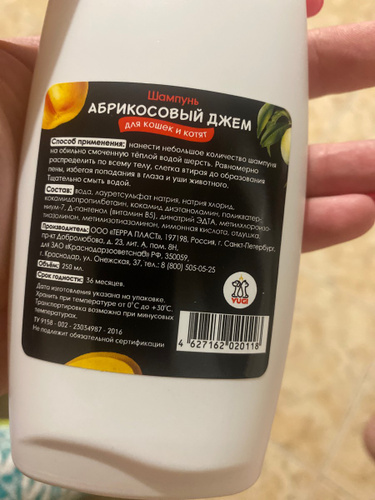 Шампунь
АБРИКОСОВЫЙ ДЖЕМ
для кошек и котят
Способ применения: нанести небольшое количество шампуня
на обильно смоченную тёплой водой шерсть. Равномерно
распределить по всему телу, слегка втирая до образования
пены, избегая попадания в глаза и уши животного.
Тщательно смыть водой.
Состав: вода, лауретсульфат натрия, натрия хлорид,
кокамидопропилбетаин, кокамид диэтаноламин, поликватер-
ниум-7, Д-пантенол (витамин В5), динатрий ЭДТА, метилхлороизо-
тиазолинон, метилизотиазолинон, лимонная кислота, отдушка.
Производитель: ООО «ТЕРРА ПЛАСТ», 197198, Россия, г. Санкт-Петербург,
пр-кт Добролюбова, д. 23, лит. А, пом. 8Н,
для ЗАО «Краснодарзооветснаб» РФ, 350059,
г. Краснодар, ул. Онежская, 37, тел.: 8 (800) 505-05-25
Объём: 250 мл.
Срок годности: 36 месяцев.
Дата изготовления указана на упаковке.
Хранить при температуре от 0°С до +30°С.
Транспортировка возможна при минусовых
температурах.
ТУ 9158 - 002 - 23034987 - 2016
Не подлежит обязательной сертификации
YUGI
4 627162 020118